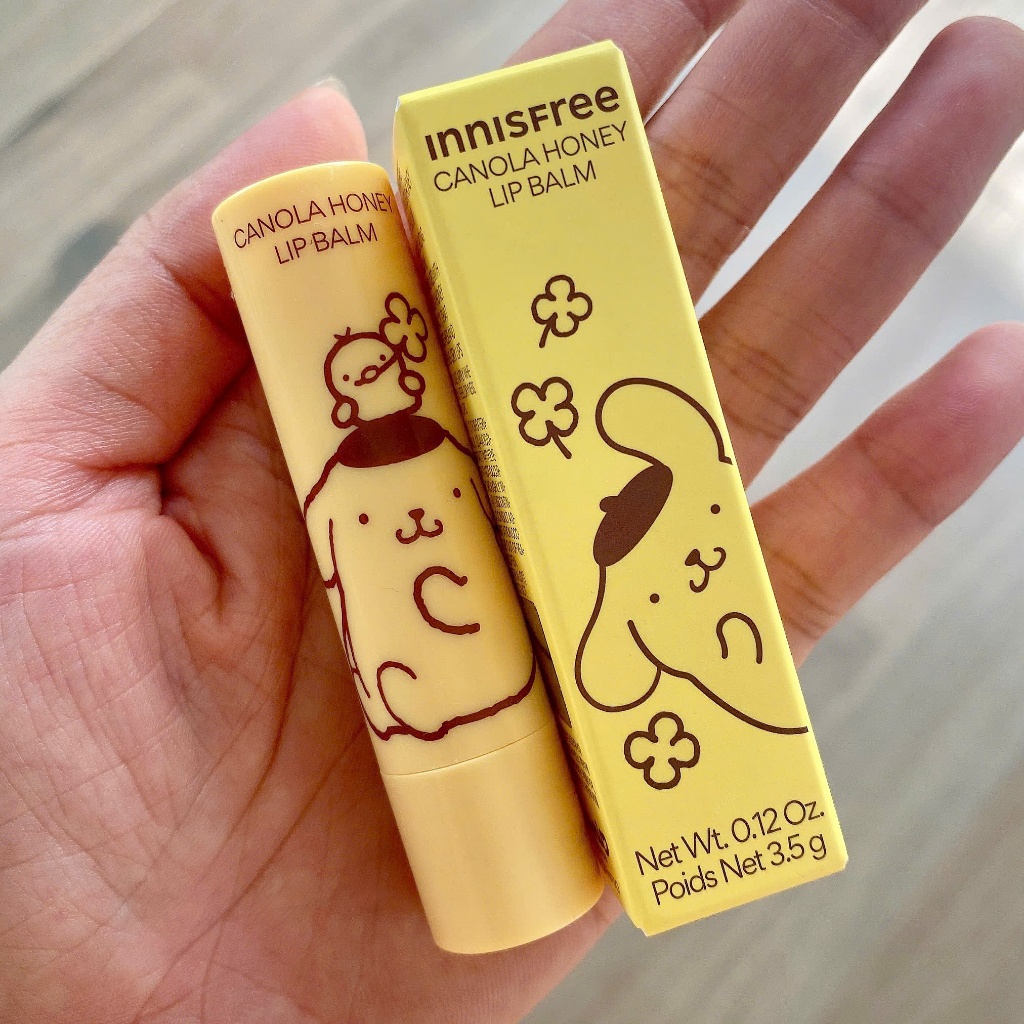 CANOLA HONEY
LIP BALM
INNISFree
CANOLA HONEY
LIP BALM
Net Wt. 0.12 Oz.
Poids Net 3.5 g